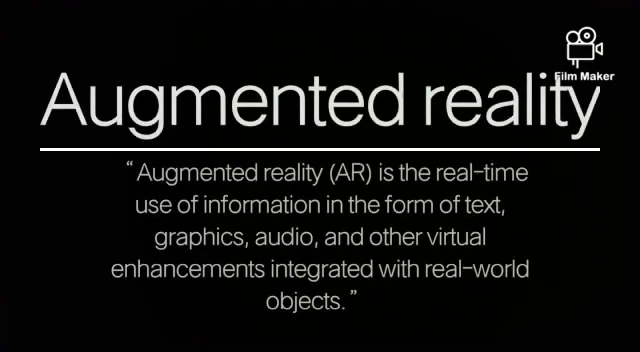 Film Maker
Augmented reality
“ Augmented reality (AR) is the real-time
use of information in the form of text,
graphics, audio, and other virtual
enhancements integrated with real-world
objects. ”